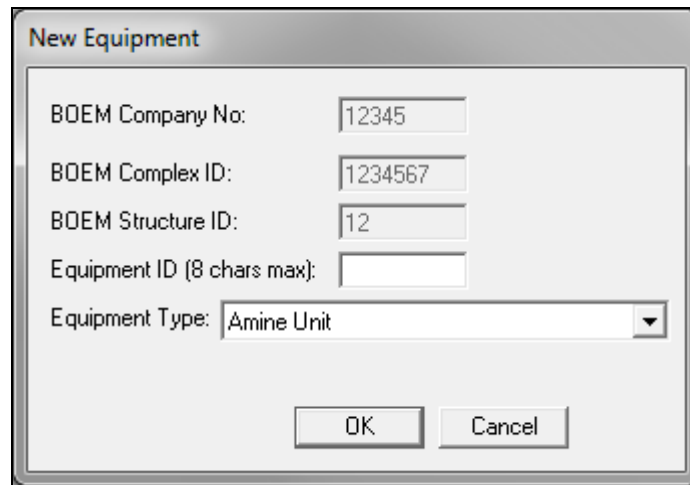 New Equipment
BOEM Company No: 12345
BOEM Complex ID: 1234567
BOEM Structure ID: 12
Equipment ID (8 chars max):
Equipment Type: Amine Unit
OK Cancel